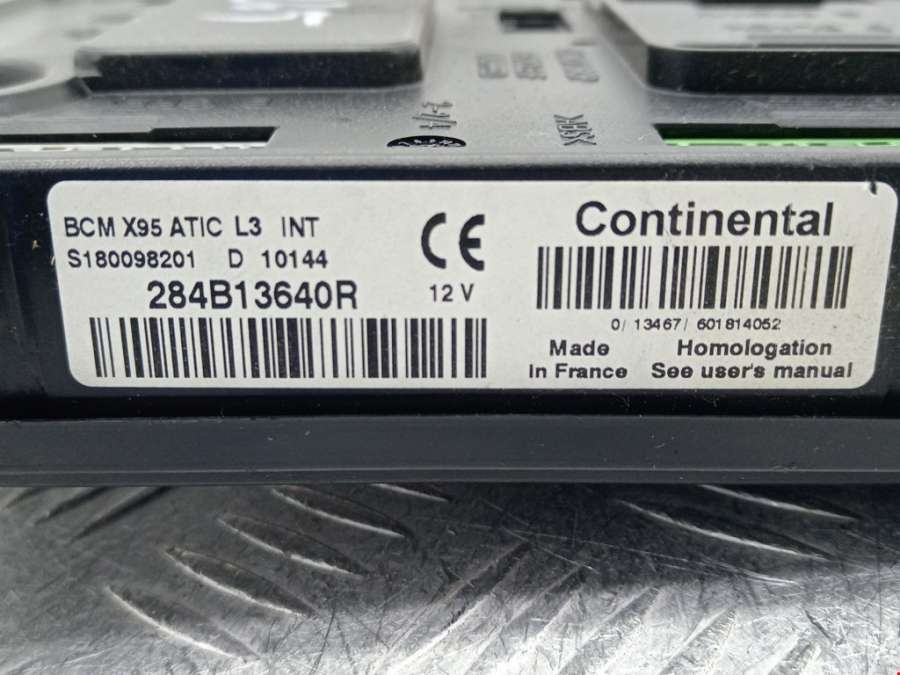 BCM X95 ATIC L3 INT
S180098201 D 10144
284B13640R
12 V
CE
Continental
0/ 13467/ 601814052
Made
in France
Homologation
See user's manual